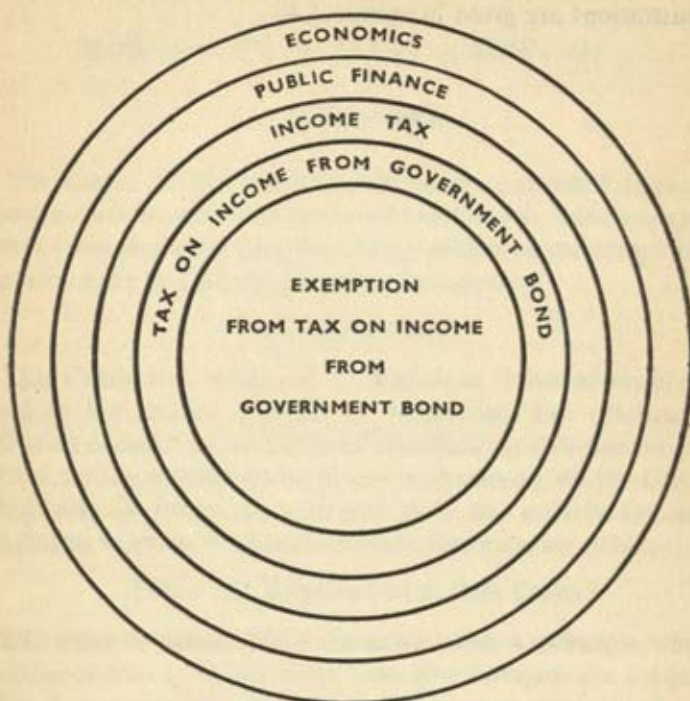 ECONOMICS
PUBLIC FINANCE
INCOME TAX
TAX ON INCOME FROM GOVERNMENT BOND
EXEMPTION
FROM TAX ON INCOME
FROM
GOVERNMENT BOND